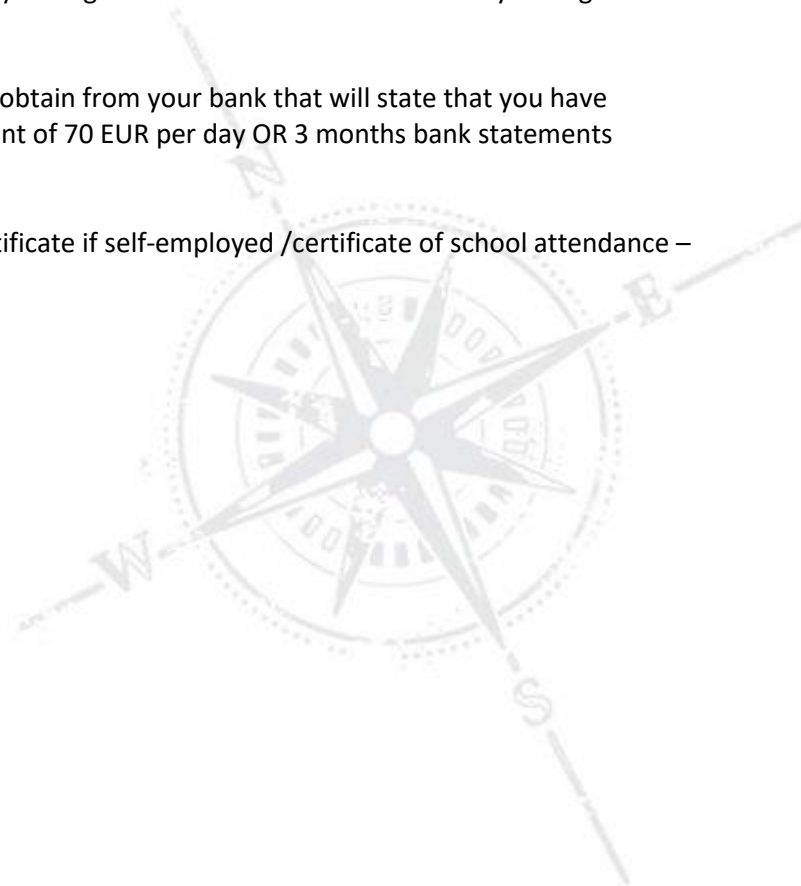 obtain from your bank that will state that you have
nt of 70 EUR per day OR 3 months bank statements
N
tificate if self-employed /certificate of school attendance –
E
W
S